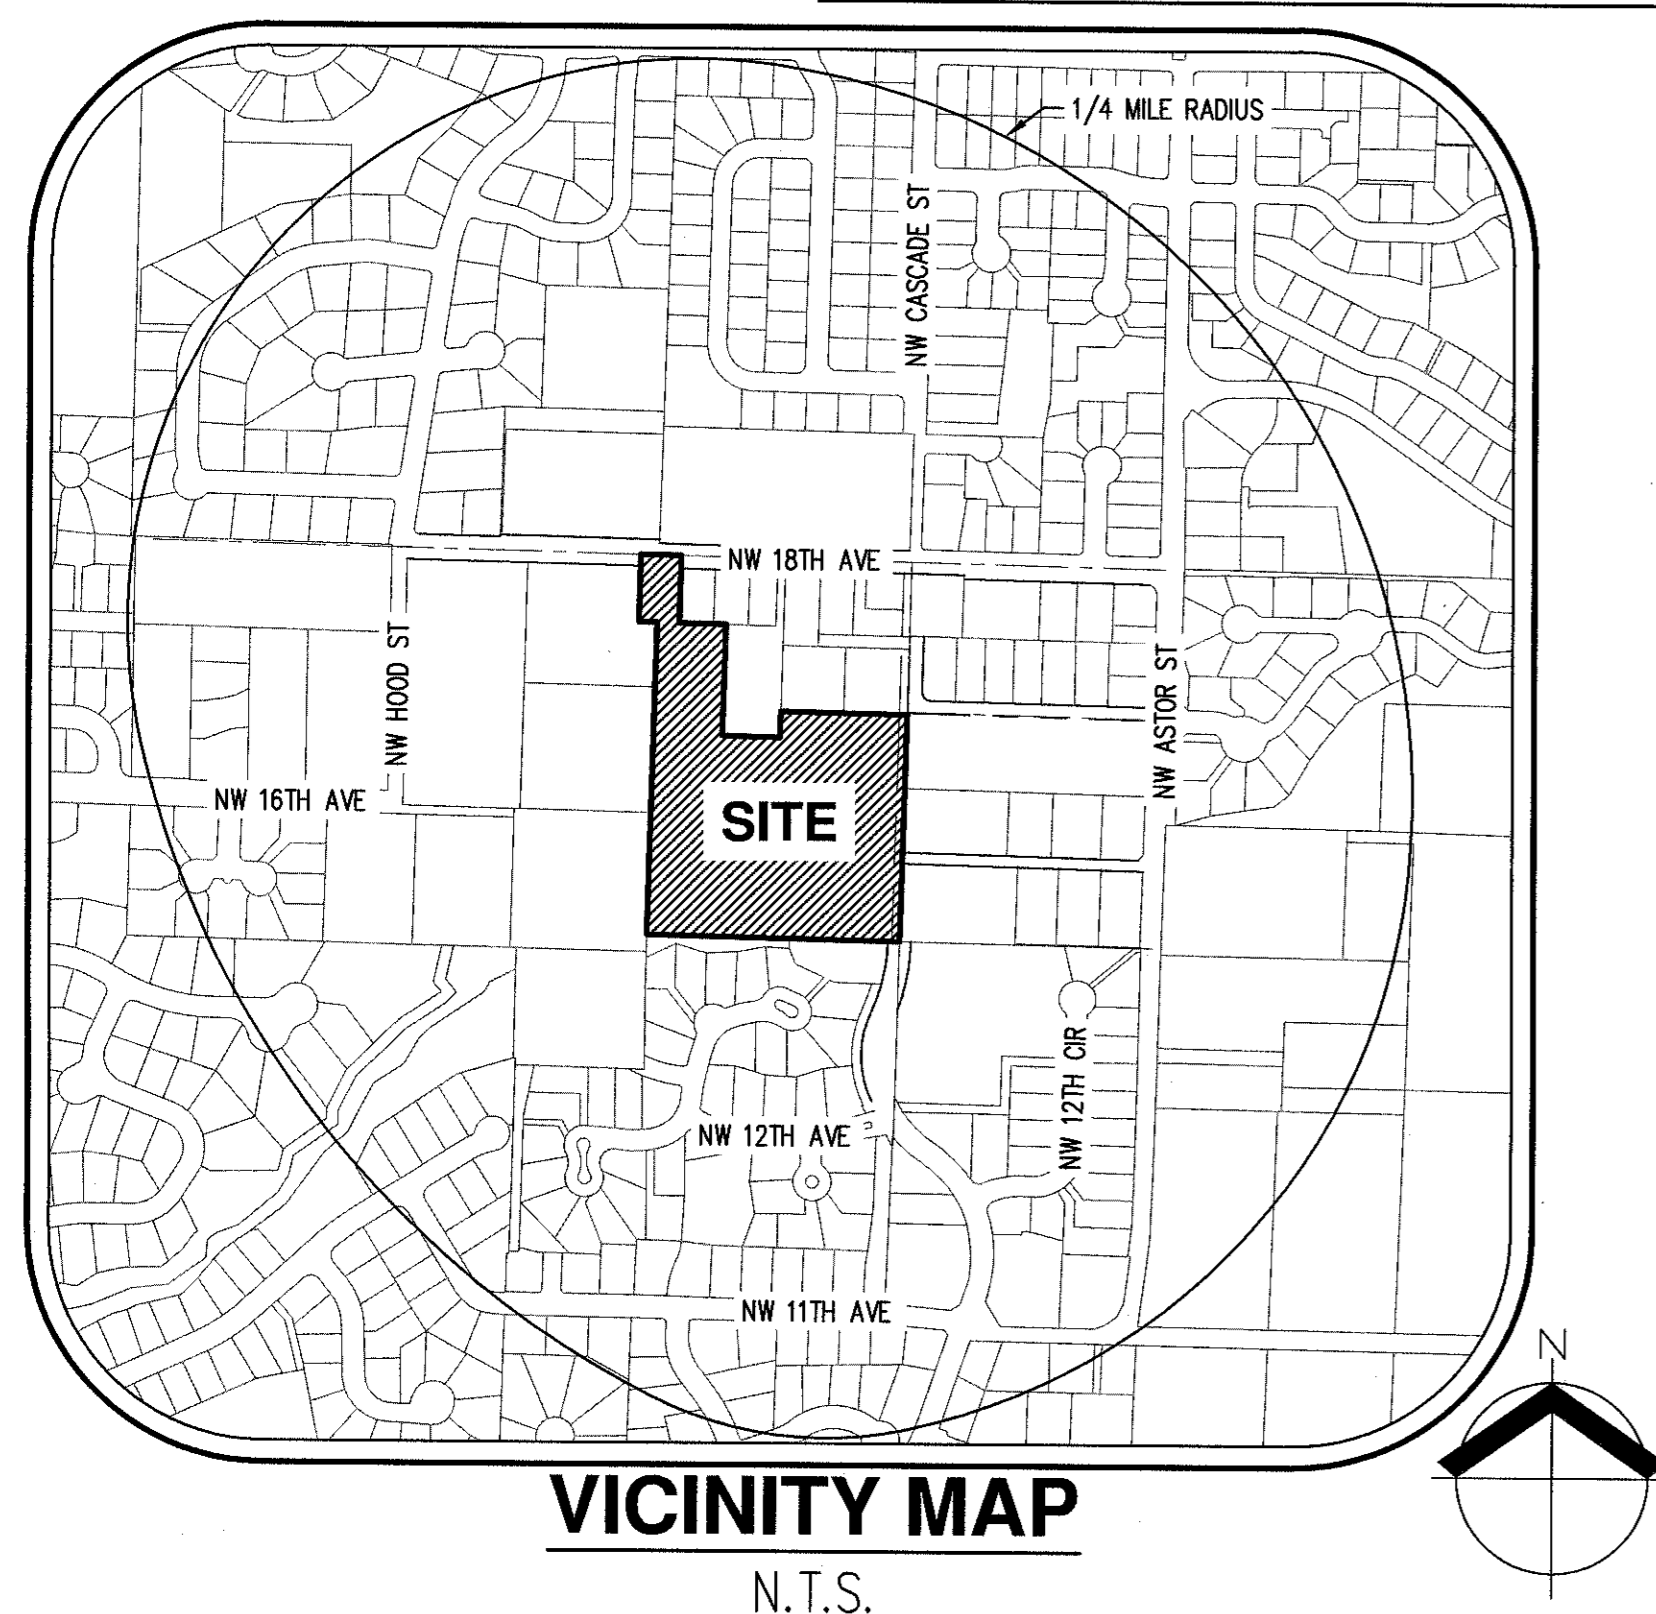 1/4 MILE RADIUS
NW CASCADE ST
NW 18TH AVE
NW HOOD ST
NW ASTOR ST
NW 16TH AVE
SITE
NW 12TH CIR
NW 12TH AVE
NW 11TH AVE
N
VICINITY MAP
N.T.S.